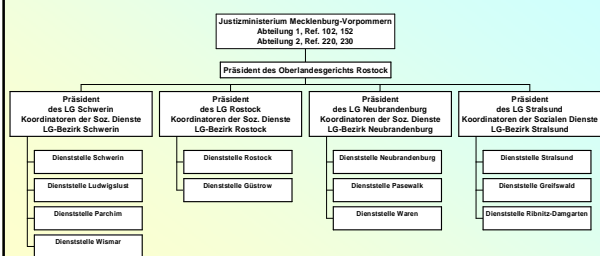 Justizministerium Mecklenburg-Vorpommern
Abteilung 1, Ref. 102, 152
Abteilung 2, Ref. 220, 230
Präsident des Oberlandesgerichts Rostock
Präsident
des LG Schwerin
Koordinatoren der Soz. Dienste
LG-Bezirk Schwerin
Dienststelle Schwerin
Dienststelle Ludwigslust
Dienststelle Parchim
Dienststelle Wismar
Präsident
des LG Rostock
Koordinatoren der Soz. Dienste
LG-Bezirk Rostock
Dienststelle Rostock
Dienststelle Güstrow
Präsident
des LG Neubrandenburg
Koordinatoren der Soz. Dienste
LG-Bezirk Neubrandenburg
Dienststelle Neubrandenburg
Dienststelle Pasewalk
Dienststelle Waren
Präsident
des LG Stralsund
Koordinatoren der Sozialen Dienste
LG-Bezirk Stralsund
Dienststelle Stralsund
Dienststelle Greifswald
Dienststelle Ribnitz-Damgarten